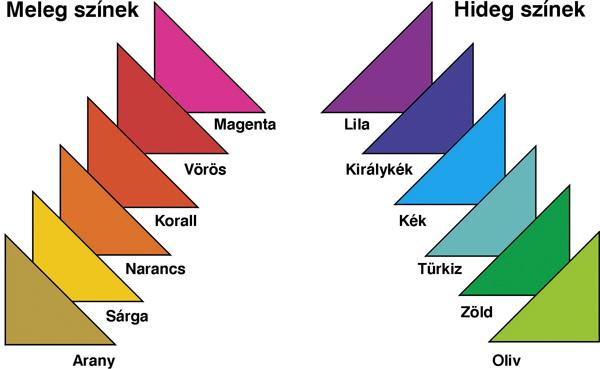 Meleg színek
Magenta
Vörös
Korall
Narancs
Sárga
Arany
Hideg színek
Lila
Királykék
Kék
Türkiz
Zöld
Oliv